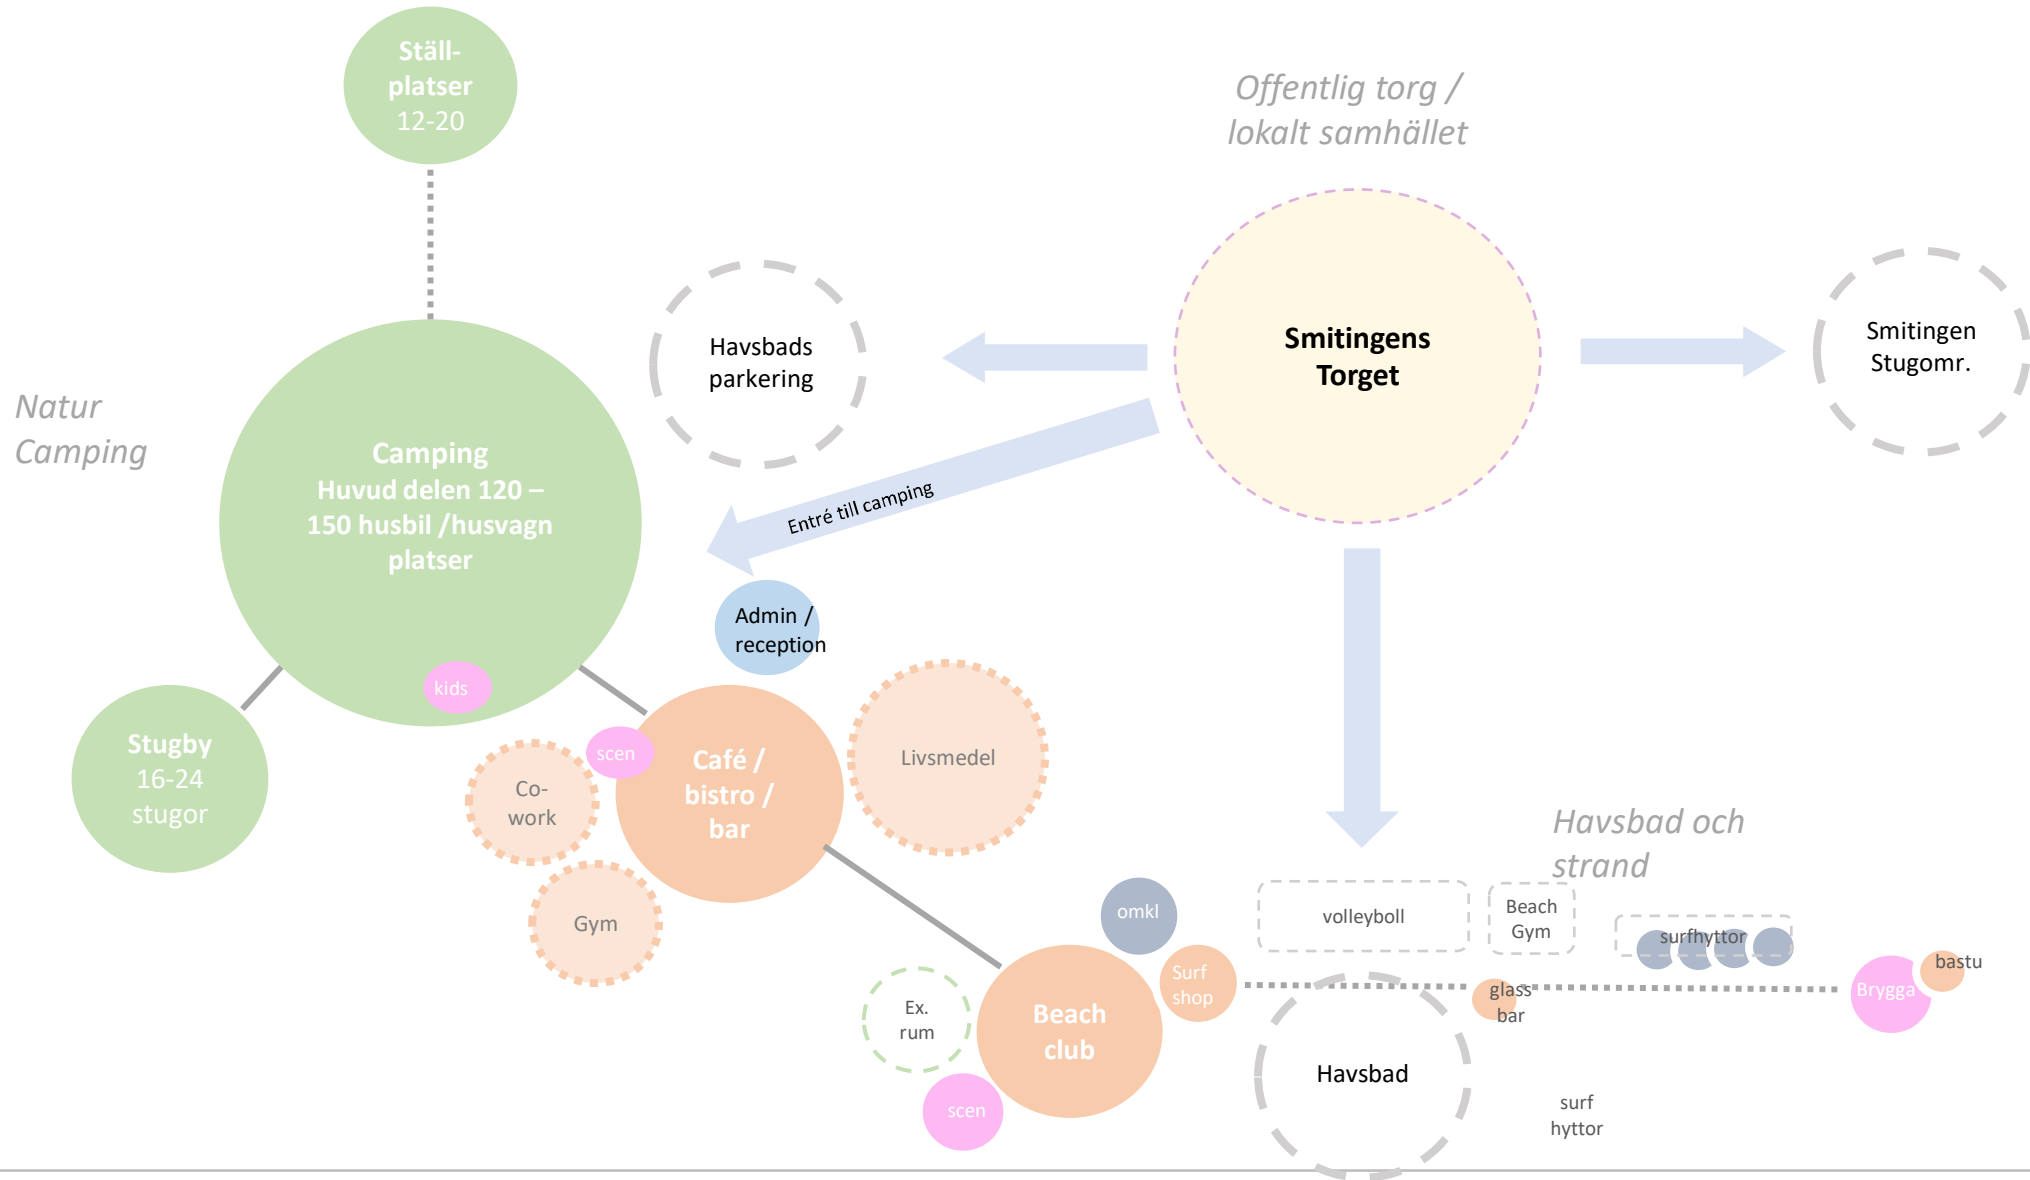 Ställ-
platser
12-20
Offentlig torg /
lokalt samhället
Natur
Camping
Havsbads
parkering
Smitingens
Torget
Smitingen
Stugomr.
Camping
Huvud delen 120 –
150 husbil /husvagn
platser
Entré till camping
Admin /
reception
kids
Stugby
16-24
stugor
scen
Co-
work
Café /
bistro /
bar
Livsmedel
Gym
Havsbad och
strand
omkl
volleyboll
Beach
Gym
surfhyttor
Surf
shop
glass
bar
Brygga
bastu
Ex.
rum
Beach
club
scen
Havsbad
surf
hyttor